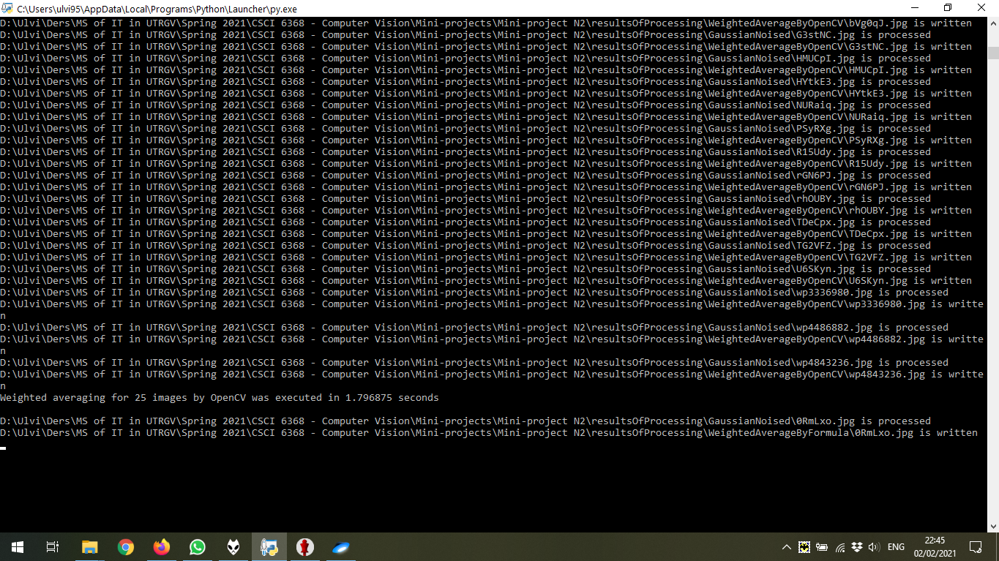 C:\Users\ulvi95\AppData\Local\Programs\Python\Launcher\py.exe
D:\Ulvi\Ders\MS of IT in UTRGV\Spring 2021\CSCI 6368 - Computer Vision\Mini-projects\Mini-project N2\resultsOfProcessing\WeightedAverageByOpenCV\bVg0qJ.jpg is written
D:\Ulvi\Ders\MS of IT in UTRGV\Spring 2021\CSCI 6368 - Computer Vision\Mini-projects\Mini-project N2\resultsOfProcessing\GaussianNoised\G3stNC.jpg is processed
D:\Ulvi\Ders\MS of IT in UTRGV\Spring 2021\CSCI 6368 - Computer Vision\Mini-projects\Mini-project N2\resultsOfProcessing\WeightedAverageByOpenCV\G3stNC.jpg is written
D:\Ulvi\Ders\MS of IT in UTRGV\Spring 2021\CSCI 6368 - Computer Vision\Mini-projects\Mini-project N2\resultsOfProcessing\GaussianNoised\HMUCpI.jpg is processed
D:\Ulvi\Ders\MS of IT in UTRGV\Spring 2021\CSCI 6368 - Computer Vision\Mini-projects\Mini-project N2\resultsOfProcessing\WeightedAverageByOpenCV\HMUCpI.jpg is written
D:\Ulvi\Ders\MS of IT in UTRGV\Spring 2021\CSCI 6368 - Computer Vision\Mini-projects\Mini-project N2\resultsOfProcessing\GaussianNoised\HYtkE3.jpg is processed
D:\Ulvi\Ders\MS of IT in UTRGV\Spring 2021\CSCI 6368 - Computer Vision\Mini-projects\Mini-project N2\resultsOfProcessing\WeightedAverageByOpenCV\HYtkE3.jpg is written
D:\Ulvi\Ders\MS of IT in UTRGV\Spring 2021\CSCI 6368 - Computer Vision\Mini-projects\Mini-project N2\resultsOfProcessing\GaussianNoised\NURaiq.jpg is processed
D:\Ulvi\Ders\MS of IT in UTRGV\Spring 2021\CSCI 6368 - Computer Vision\Mini-projects\Mini-project N2\resultsOfProcessing\WeightedAverageByOpenCV\NURaiq.jpg is written
D:\Ulvi\Ders\MS of IT in UTRGV\Spring 2021\CSCI 6368 - Computer Vision\Mini-projects\Mini-project N2\resultsOfProcessing\GaussianNoised\PSyRXg.jpg is processed
D:\Ulvi\Ders\MS of IT in UTRGV\Spring 2021\CSCI 6368 - Computer Vision\Mini-projects\Mini-project N2\resultsOfProcessing\WeightedAverageByOpenCV\PSyRXg.jpg is written
D:\Ulvi\Ders\MS of IT in UTRGV\Spring 2021\CSCI 6368 - Computer Vision\Mini-projects\Mini-project N2\resultsOfProcessing\GaussianNoised\R15Udy.jpg is processed
D:\Ulvi\Ders\MS of IT in UTRGV\Spring 2021\CSCI 6368 - Computer Vision\Mini-projects\Mini-project N2\resultsOfProcessing\WeightedAverageByOpenCV\R15Udy.jpg is written
D:\Ulvi\Ders\MS of IT in UTRGV\Spring 2021\CSCI 6368 - Computer Vision\Mini-projects\Mini-project N2\resultsOfProcessing\GaussianNoised\rGN6PJ.jpg is processed
D:\Ulvi\Ders\MS of IT in UTRGV\Spring 2021\CSCI 6368 - Computer Vision\Mini-projects\Mini-project N2\resultsOfProcessing\WeightedAverageByOpenCV\rGN6PJ.jpg is written
D:\Ulvi\Ders\MS of IT in UTRGV\Spring 2021\CSCI 6368 - Computer Vision\Mini-projects\Mini-project N2\resultsOfProcessing\GaussianNoised\rhOUBY.jpg is processed
D:\Ulvi\Ders\MS of IT in UTRGV\Spring 2021\CSCI 6368 - Computer Vision\Mini-projects\Mini-project N2\resultsOfProcessing\WeightedAverageByOpenCV\rhOUBY.jpg is written
D:\Ulvi\Ders\MS of IT in UTRGV\Spring 2021\CSCI 6368 - Computer Vision\Mini-projects\Mini-project N2\resultsOfProcessing\GaussianNoised\TDeCpx.jpg is processed
D:\Ulvi\Ders\MS of IT in UTRGV\Spring 2021\CSCI 6368 - Computer Vision\Mini-projects\Mini-project N2\resultsOfProcessing\WeightedAverageByOpenCV\TDeCpx.jpg is written
D:\Ulvi\Ders\MS of IT in UTRGV\Spring 2021\CSCI 6368 - Computer Vision\Mini-projects\Mini-project N2\resultsOfProcessing\GaussianNoised\TG2VFZ.jpg is processed
D:\Ulvi\Ders\MS of IT in UTRGV\Spring 2021\CSCI 6368 - Computer Vision\Mini-projects\Mini-project N2\resultsOfProcessing\WeightedAverageByOpenCV\TG2VFZ.jpg is written
D:\Ulvi\Ders\MS of IT in UTRGV\Spring 2021\CSCI 6368 - Computer Vision\Mini-projects\Mini-project N2\resultsOfProcessing\GaussianNoised\U6SKyn.jpg is processed
D:\Ulvi\Ders\MS of IT in UTRGV\Spring 2021\CSCI 6368 - Computer Vision\Mini-projects\Mini-project N2\resultsOfProcessing\WeightedAverageByOpenCV\U6SKyn.jpg is written
D:\Ulvi\Ders\MS of IT in UTRGV\Spring 2021\CSCI 6368 - Computer Vision\Mini-projects\Mini-project N2\resultsOfProcessing\GaussianNoised\wp3336980.jpg is processed
D:\Ulvi\Ders\MS of IT in UTRGV\Spring 2021\CSCI 6368 - Computer Vision\Mini-projects\Mini-project N2\resultsOfProcessing\WeightedAverageByOpenCV\wp3336980.jpg is writte
n
D:\Ulvi\Ders\MS of IT in UTRGV\Spring 2021\CSCI 6368 - Computer Vision\Mini-projects\Mini-project N2\resultsOfProcessing\GaussianNoised\wp4486882.jpg is processed
D:\Ulvi\Ders\MS of IT in UTRGV\Spring 2021\CSCI 6368 - Computer Vision\Mini-projects\Mini-project N2\resultsOfProcessing\WeightedAverageByOpenCV\wp4486882.jpg is writte
n
D:\Ulvi\Ders\MS of IT in UTRGV\Spring 2021\CSCI 6368 - Computer Vision\Mini-projects\Mini-project N2\resultsOfProcessing\GaussianNoised\wp4843236.jpg is processed
D:\Ulvi\Ders\MS of IT in UTRGV\Spring 2021\CSCI 6368 - Computer Vision\Mini-projects\Mini-project N2\resultsOfProcessing\WeightedAverageByOpenCV\wp4843236.jpg is writte
n
Weighted averaging for 25 images by OpenCV was executed in 1.796875 seconds
D:\Ulvi\Ders\MS of IT in UTRGV\Spring 2021\CSCI 6368 - Computer Vision\Mini-projects\Mini-project N2\resultsOfProcessing\GaussianNoised\0RmLxo.jpg is processed
D:\Ulvi\Ders\MS of IT in UTRGV\Spring 2021\CSCI 6368 - Computer Vision\Mini-projects\Mini-project N2\resultsOfProcessing\WeightedAverageByFormula\0RmLxo.jpg is written
ENG
22:45
02/02/2021